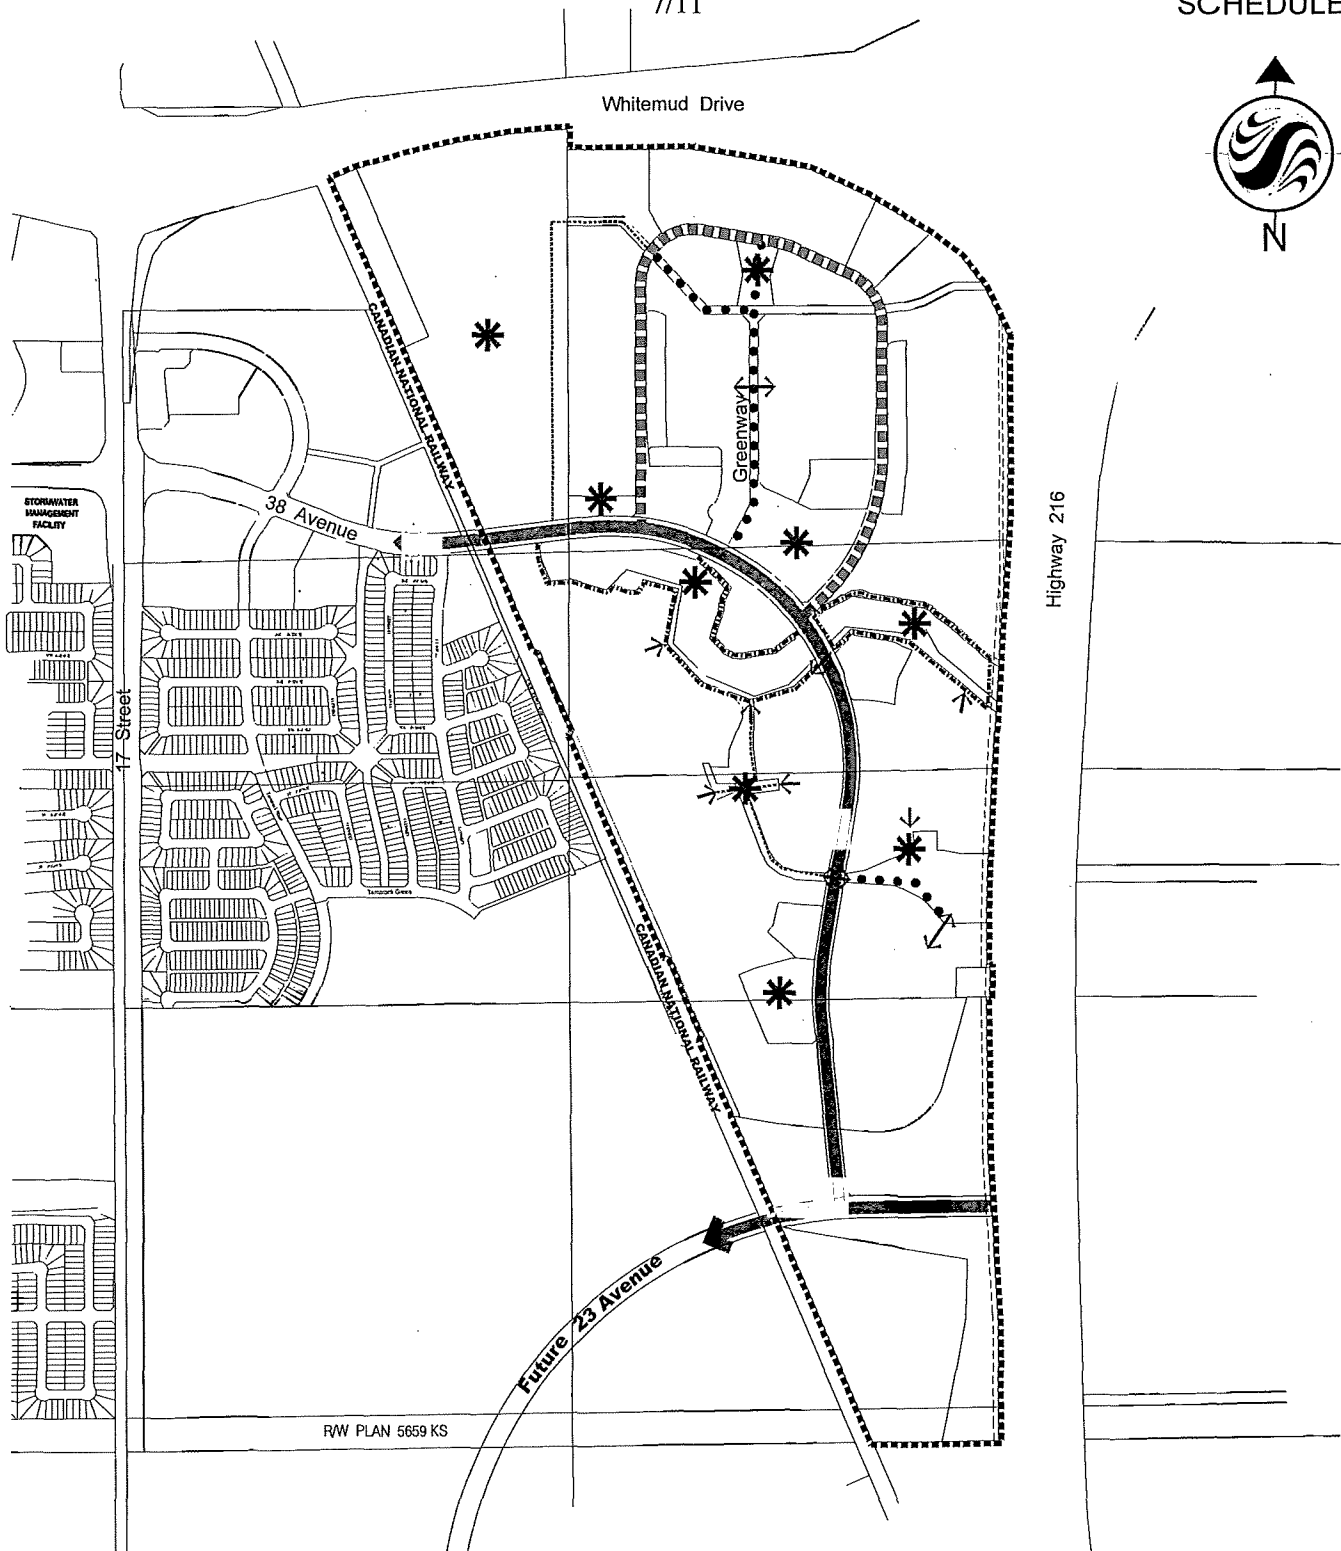 7/11
SCHEDULE
Whitemud Drive
N
CANADIAN NATIONAL RAILWAY
Greenway
38 Avenue
STORMWATER
MANAGEMENT
FACILITY
Highway 216
17 Street
Tamarack Green
CANADIAN NATIONAL RAILWAY
Future 23 Avenue
R/W PLAN 5659 KS